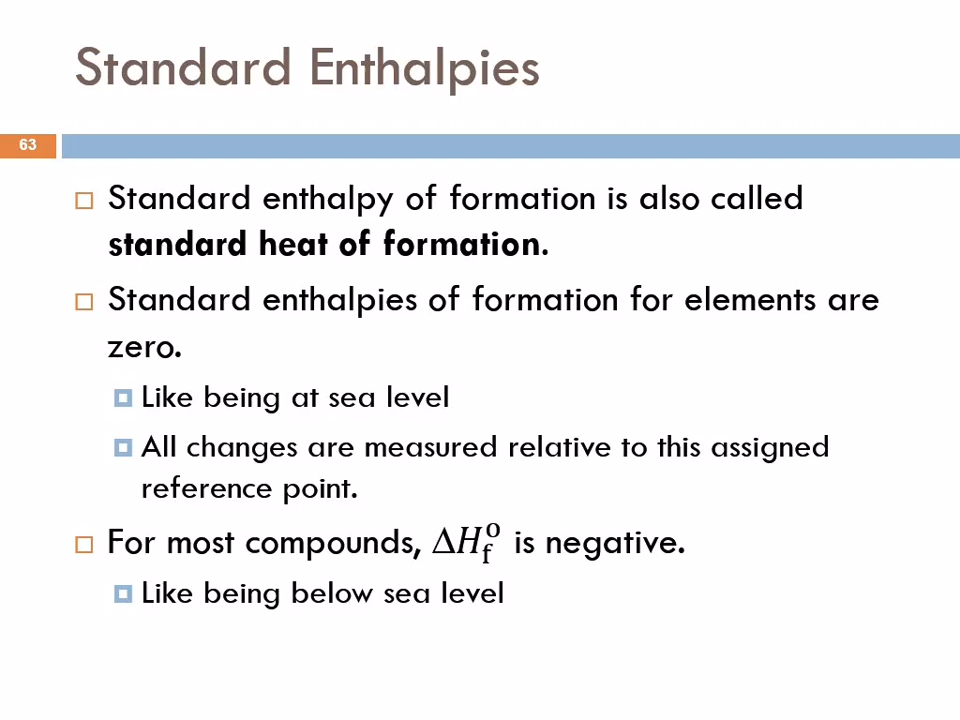 Standard Enthalpies
63
Standard enthalpy of formation is also called
standard heat of formation.
Standard enthalpies of formation for elements are
zero.
Like being at sea level
All changes are measured relative to this assigned
reference point.
For most compounds, ΔH_f^o is negative.
Like being below sea level